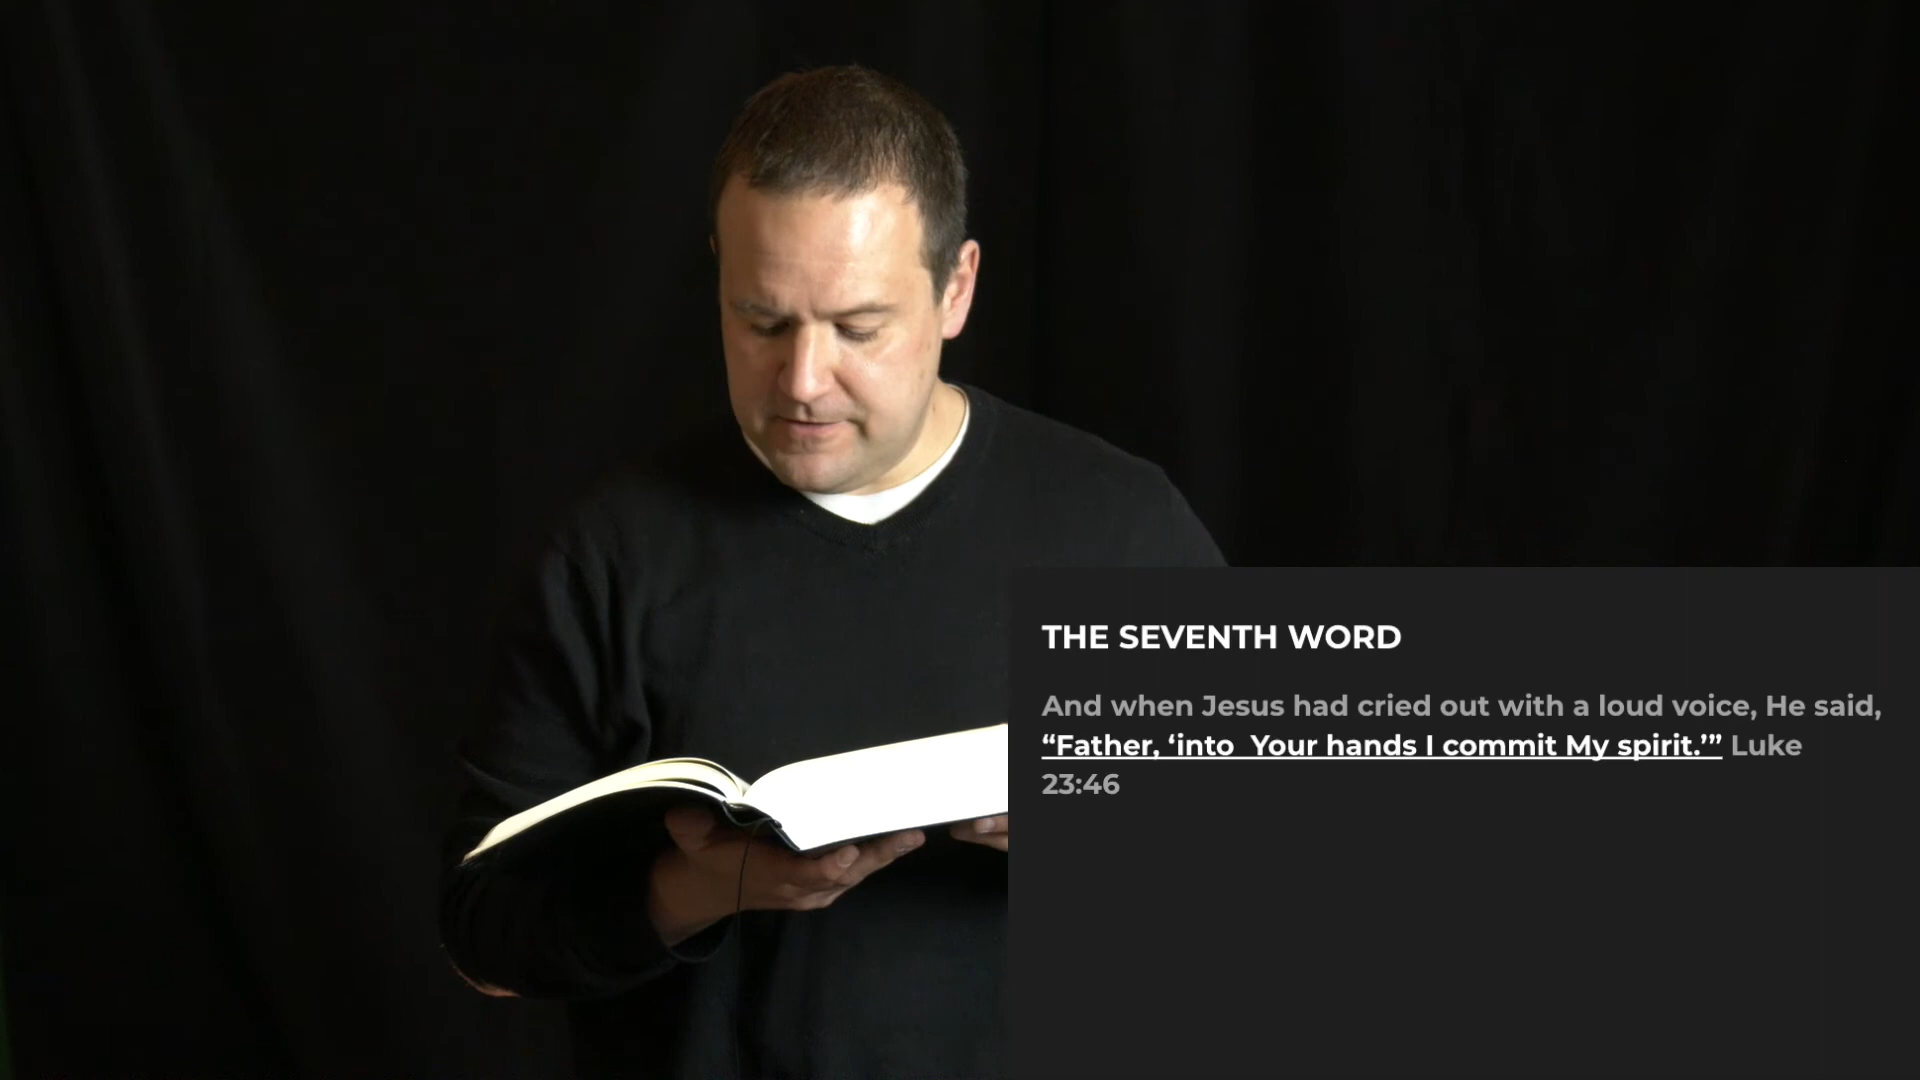 THE SEVENTH WORD
And when Jesus had cried out with a loud voice, He said,
“Father, ‘into  Your hands I commit My spirit.’” Luke
23:46